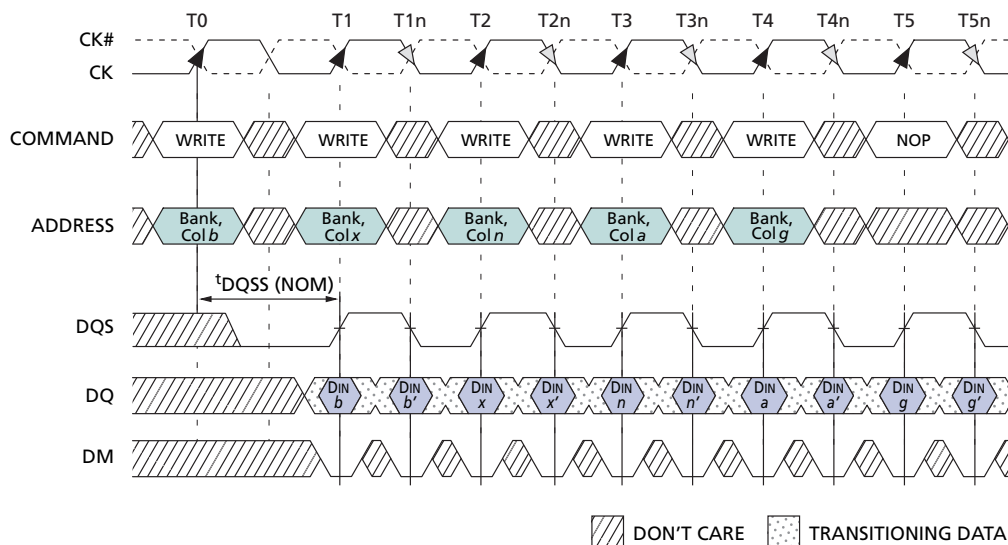 T0 T1 T1n T2 T2n T3 T3n T4 T4n T5 T5n
CK#
CK
COMMAND WRITE WRITE WRITE WRITE WRITE NOP
ADDRESS Bank, Col b Bank, Col x Bank, Col n Bank, Col a Bank, Col g
tDQSS (NOM)
DQS
DQ DIN b DIN b' DIN x DIN x' DIN n DIN n' DIN a DIN a' DIN g DIN g'
DM
DON'T CARE TRANSITIONING DATA